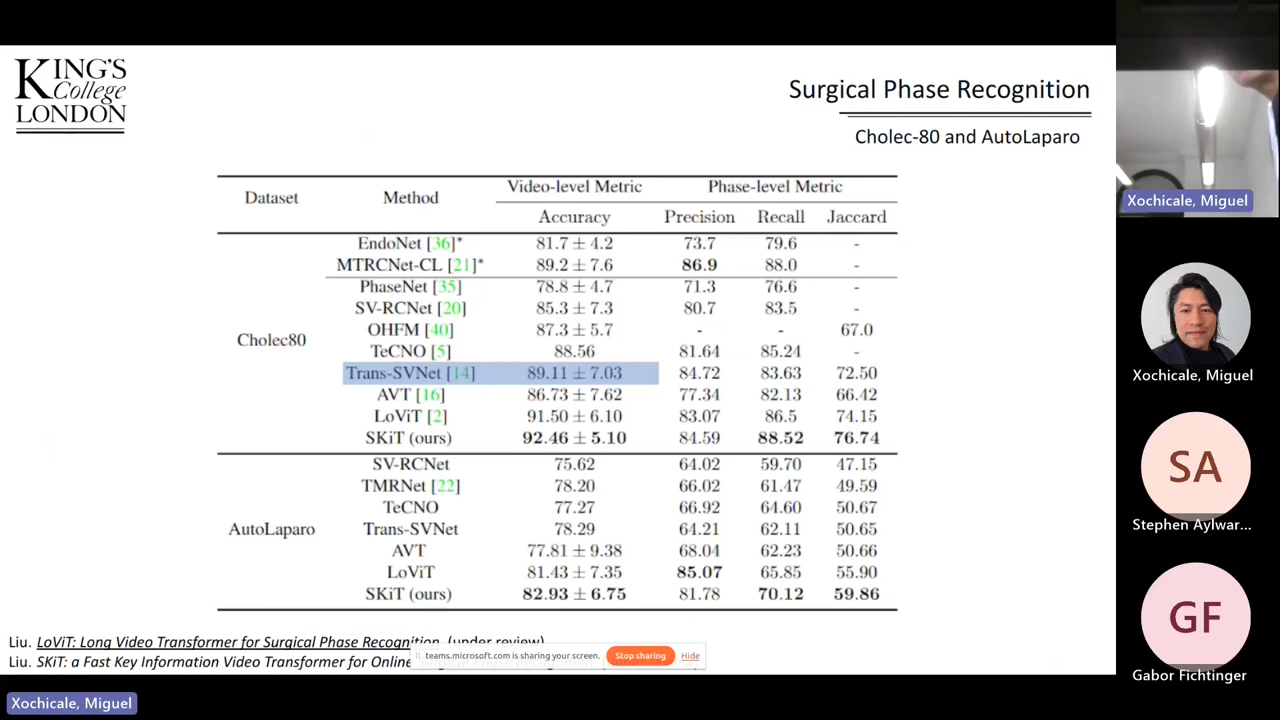 KING'S
College
LONDON
Surgical Phase Recognition
Cholec-80 and AutoLaparo
Dataset Method Video-level Metric Phase-level Metric
Accuracy Precision Recall Jaccard
Cholec80
EndoNet [36]* 81.7 ± 4.2 73.7 79.6 -
MTRCNet-CL [21]* 89.2 ± 7.6 86.9 88.0 -
PhaseNet [35] 78.8 ± 4.7 71.3 76.6 -
SV-RCNet [20] 85.3 ± 7.3 80.7 83.5 -
OHFM [40] 87.3 ± 5.7 - - 67.0
TeCNO [5] 88.56 81.64 85.24 -
Trans-SVNet [14] 89.11 ± 7.03 84.72 83.63 72.50
AVT [16] 86.73 ± 7.62 77.34 82.13 66.42
LoViT [2] 91.50 ± 6.10 83.07 86.5 74.15
SKiT (ours) 92.46 ± 5.10 84.59 88.52 76.74
AutoLaparo
SV-RCNet 75.62 64.02 59.70 47.15
TMRNet [22] 78.20 66.02 61.47 49.59
TeCNO 77.27 66.92 64.60 50.67
Trans-SVNet 78.29 64.21 62.11 50.65
AVT 77.81 ± 9.38 68.04 62.23 50.66
LoViT 81.43 ± 7.35 85.07 65.85 55.90
SKiT (ours) 82.93 ± 6.75 81.78 70.12 59.86
Liu. LoViT: Long Video Transformer for Surgical Phase Recognition (under review)
Liu. SKiT: a Fast Key Information Video Transformer for Online
teams.microsoft.com is sharing your screen. Stop sharing Hide
Xochicale, Miguel
Xochicale, Miguel
Xochicale, Miguel
SA
Stephen Aylwar...
GF
Gabor Fichtinger